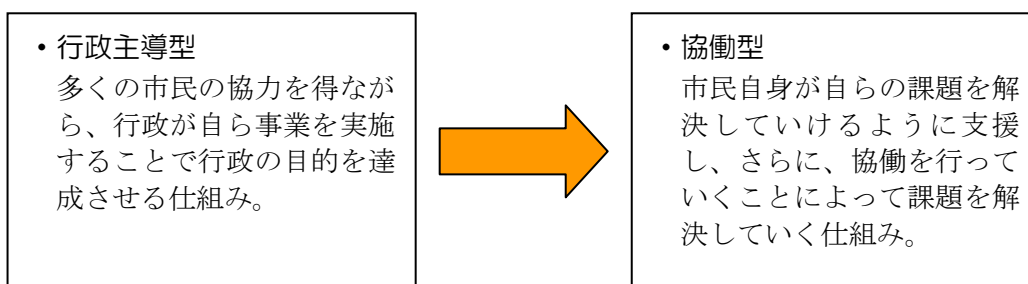 ・行政主導型
多くの市民の協力を得なが
ら、行政が自ら事業を実施
することで行政の目的を達
成させる仕組み。
・協働型
市民自身が自らの課題を解
決していけるように支援
し、さらに、協働を行って
いくことによって課題を解
決していく仕組み。